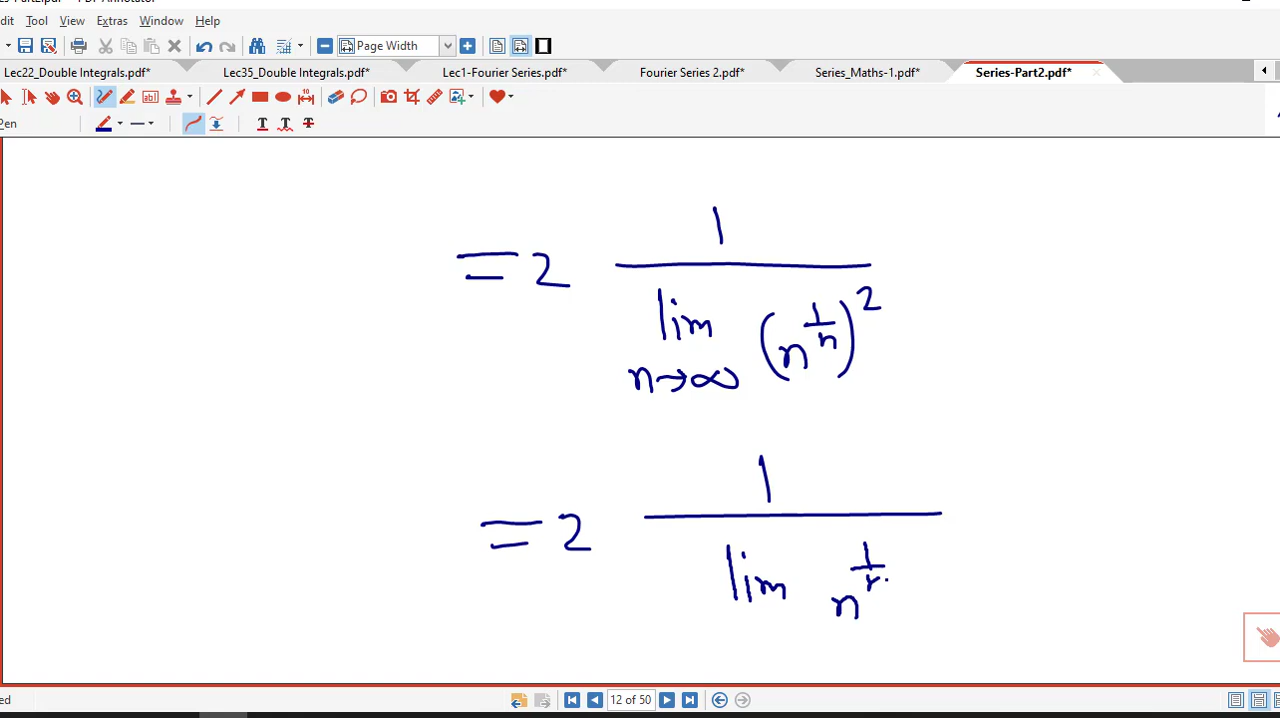 dit Tool View Extras Window Help
Page Width
Lec22_Double Integrals.pdf* Lec35_Double Integrals.pdf* Lec1-Fourier Series.pdf* Fourier Series 2.pdf* Series_Maths-1.pdf* Series-Part2.pdf*
= 2 1 / lim n→∞ (n^(1/n))^2
= 2 1 / lim n^
12 of 50